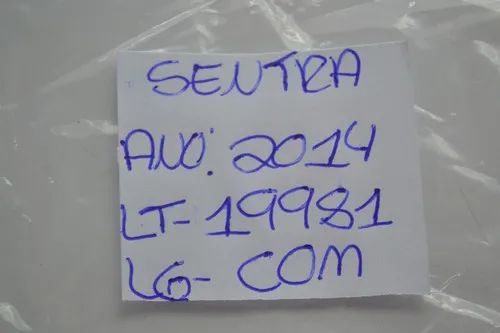 SENTRA
ANO: 2014
LT-19981
LG-COM